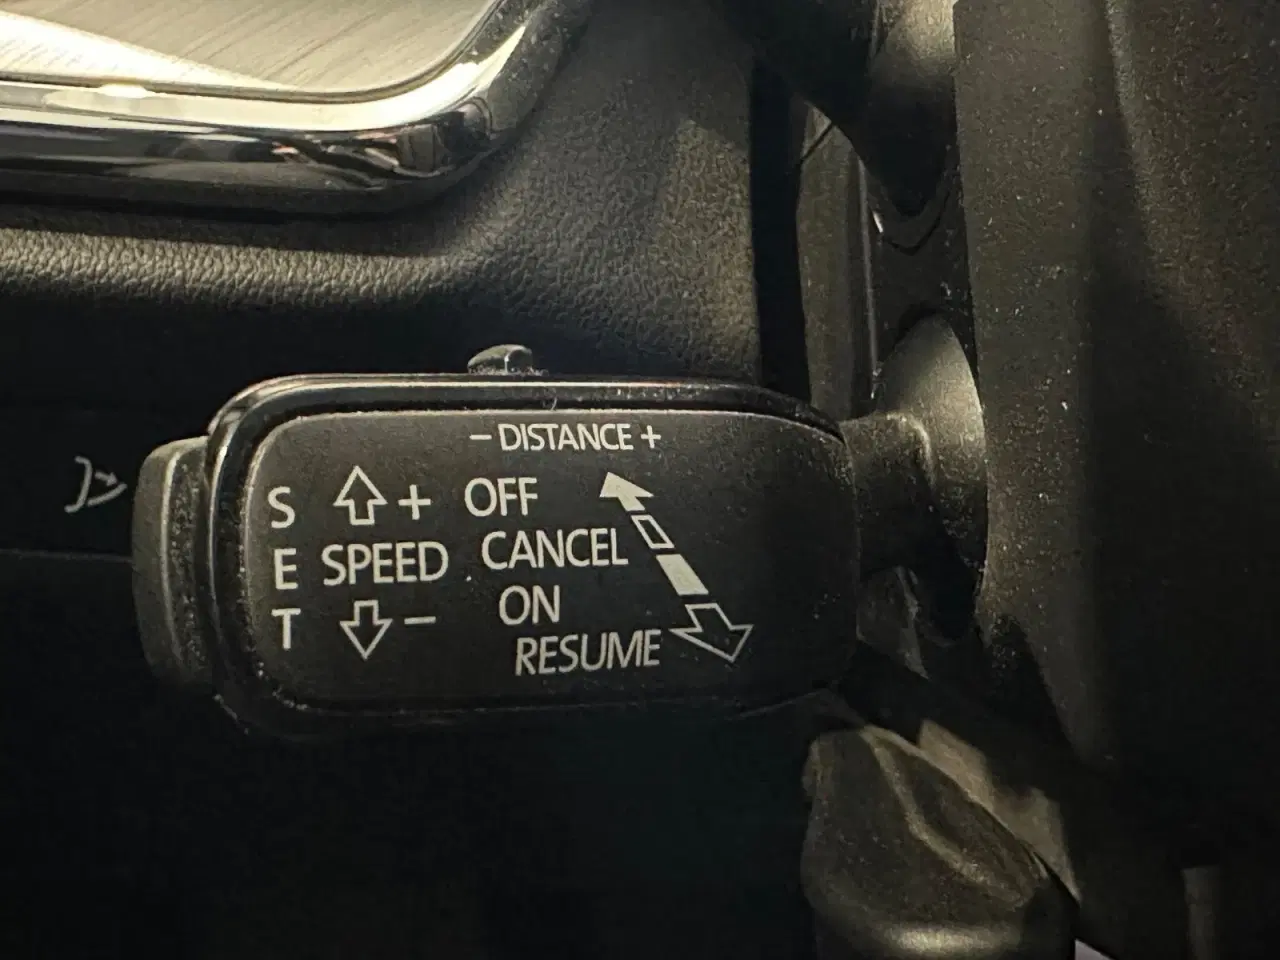 − DISTANCE +
S + OFF
E SPEED CANCEL
T − ON
RESUME